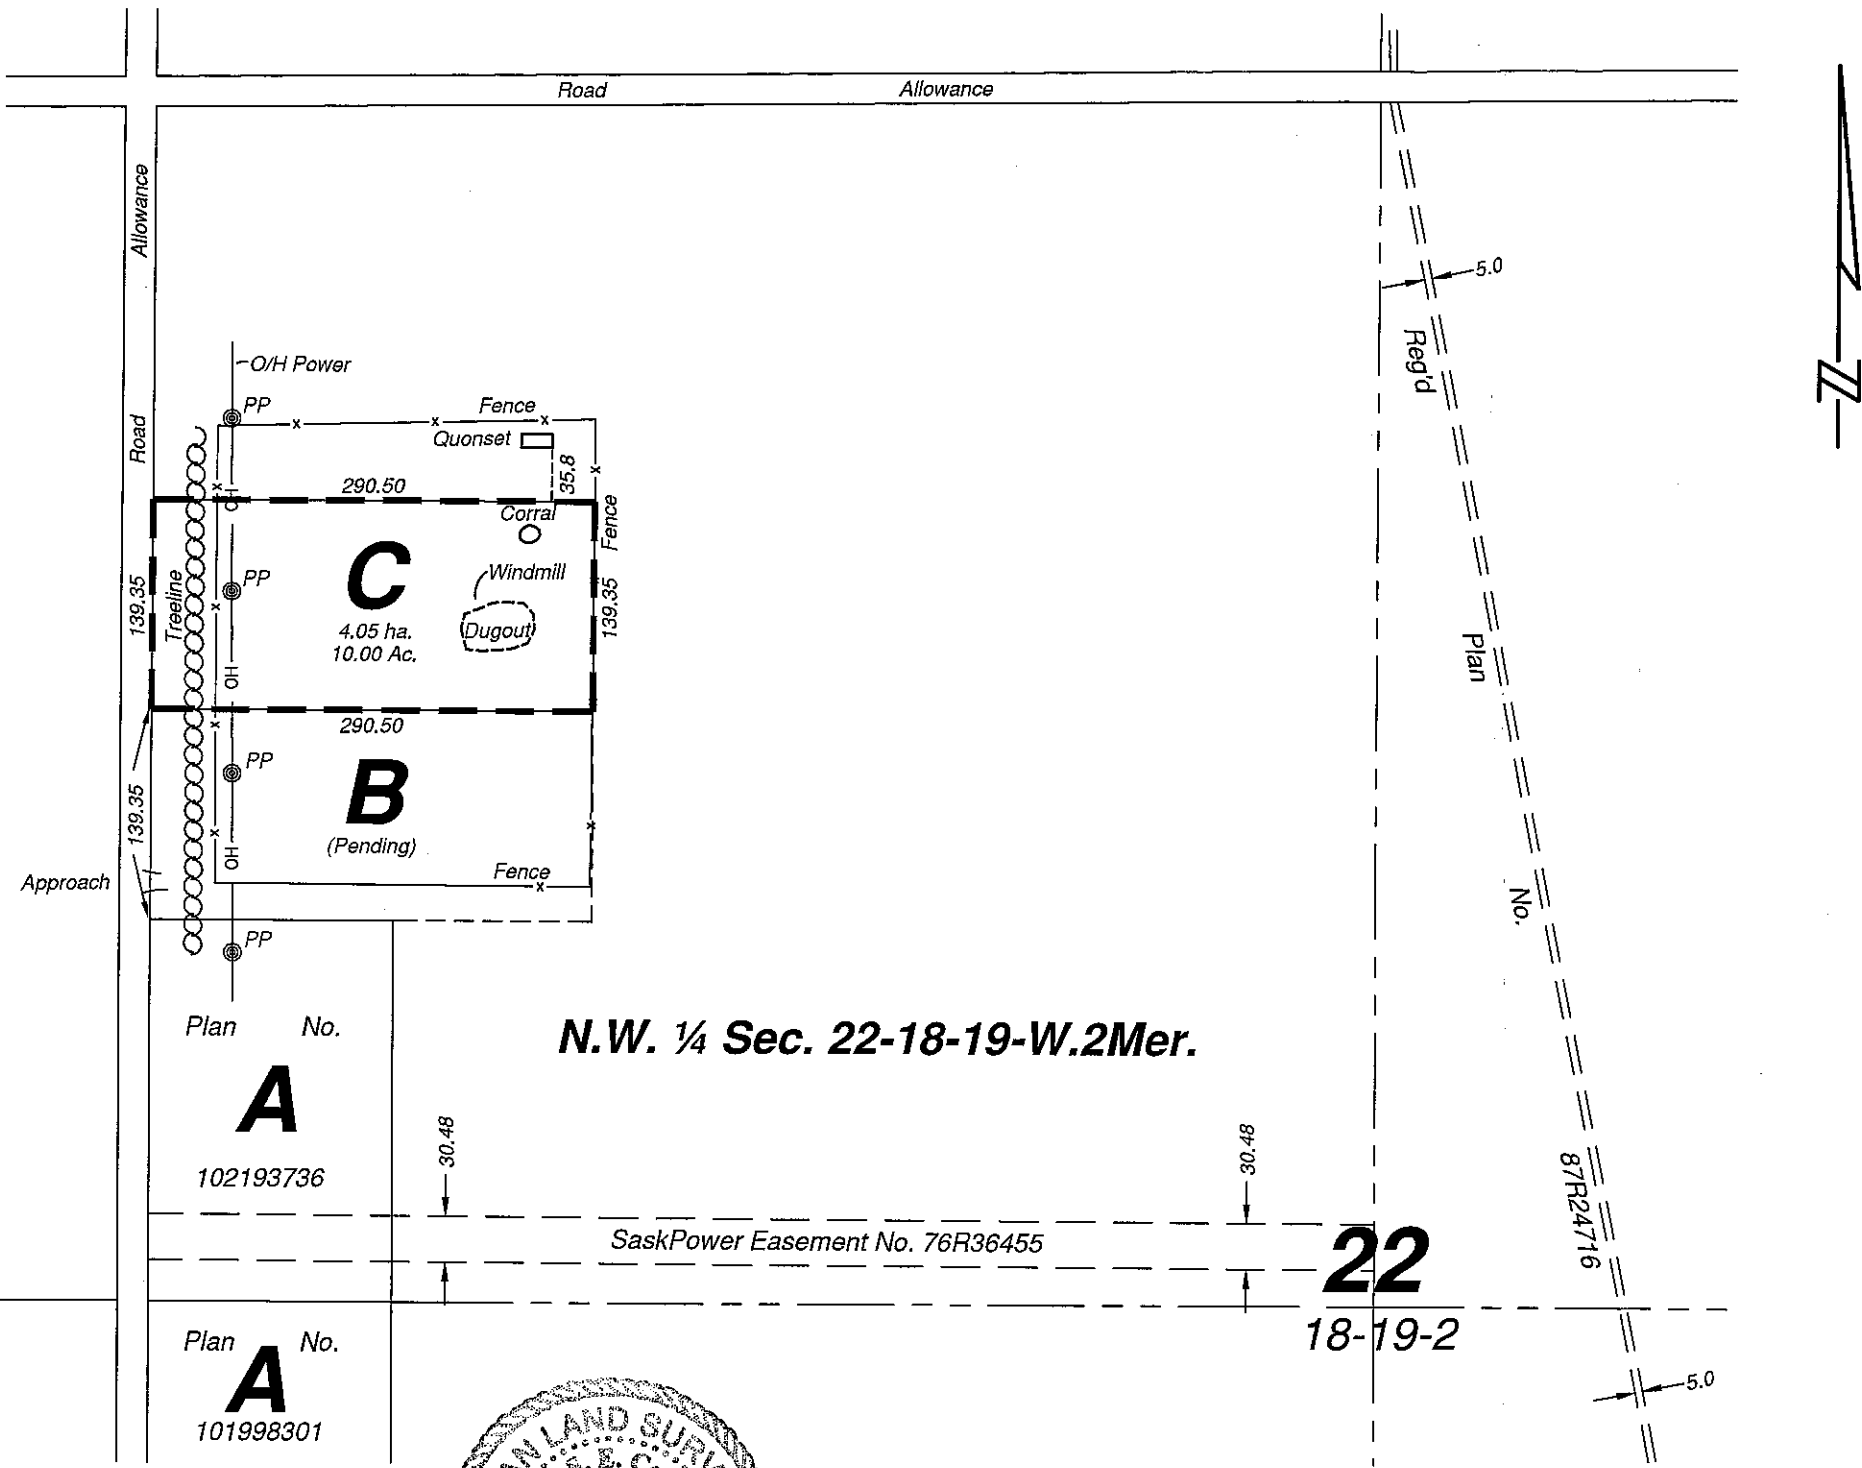 Road Allowance
Allowance
Road
5.0
Reg'd
Plan
No.
87R24716
5.0
O/H Power
PP
Fence
Quonset
35.8
290.50
OH
Corral
Fence
C
Windmill
PP
139.35
Treeline
139.35
4.05 ha.
10.00 Ac.
Dugout
OH
290.50
PP
B
139.35
(Pending)
OH
Approach
Fence
PP
Plan No.
A
102193736
N.W. ¼ Sec. 22-18-19-W.2Mer.
30.48
30.48
SaskPower Easement No. 76R36455
22
18-19-2
Plan No.
A
101998301
N LAND SURV
E. C.
N